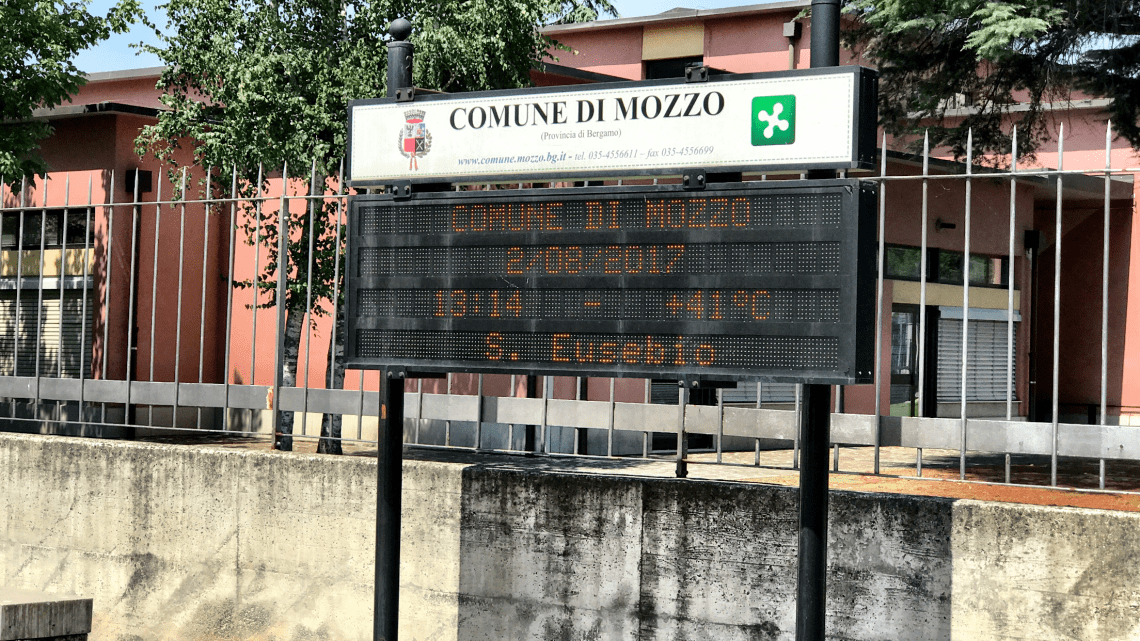 COMUNE DI MOZZO
(Provincia di Bergamo)
www.comune.mozzo.bg.it - tel. 035-4556611 – fax 035-4556699
COMUNE DI MOZZO
2/08/2017
13:14 - +41°C
S. Eusebio